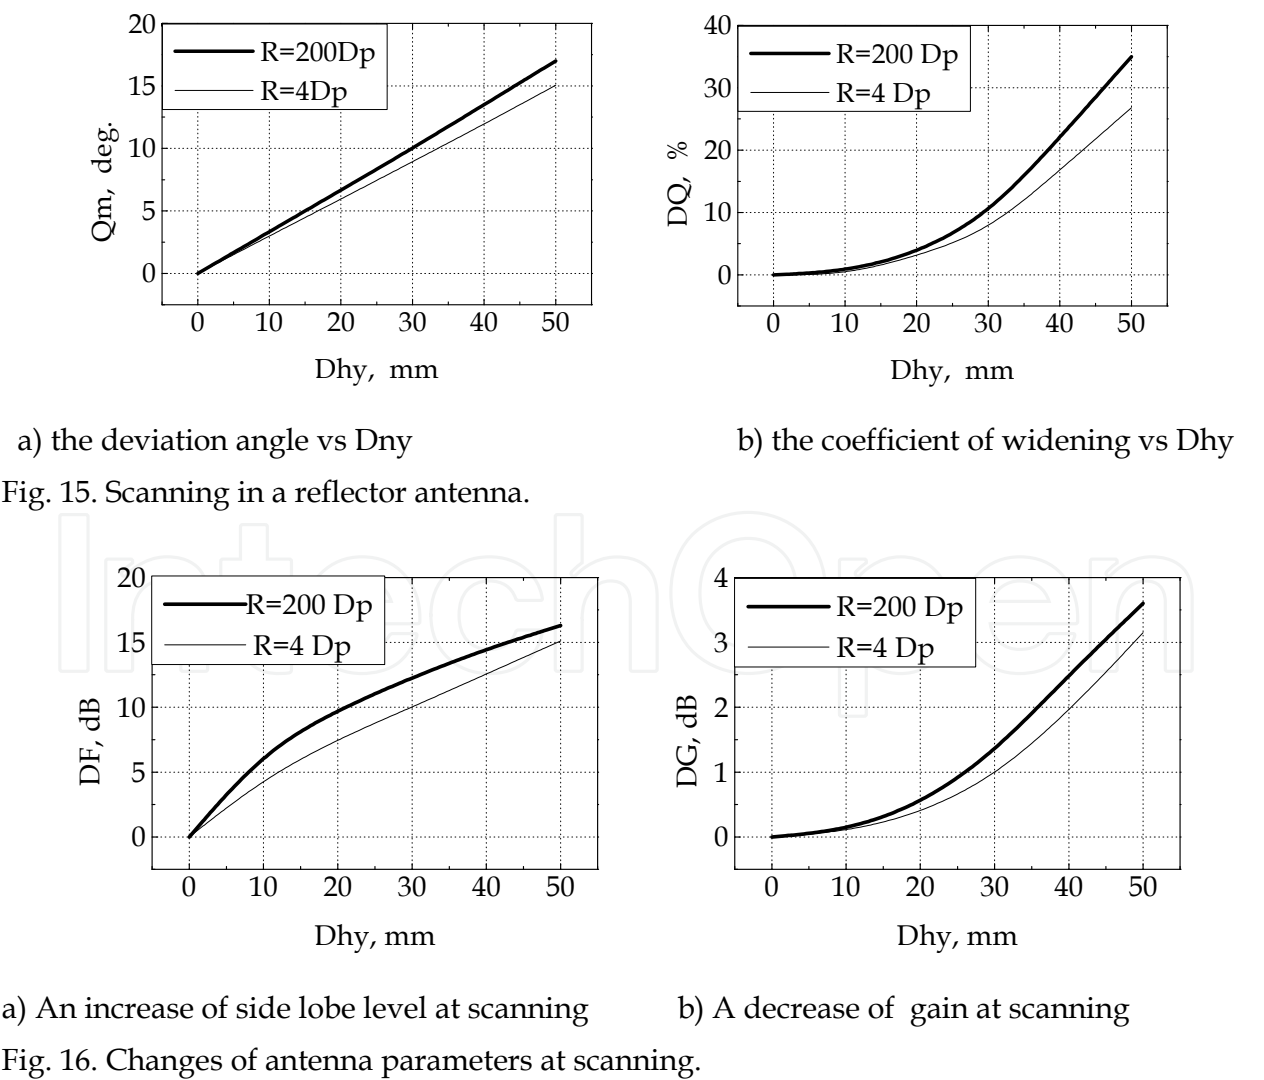 20
15
10
5
0
R=200Dp
R=4Dp
Qm, deg.
0 10 20 30 40 50
Dhy, mm
40
30
20
10
0
R=200 Dp
R=4 Dp
DQ, %
0 10 20 30 40 50
Dhy, mm
a) the deviation angle vs Dny
b) the coefficient of widening vs Dhy
Fig. 15. Scanning in a reflector antenna.
IntechOpen
20
15
10
5
0
R=200 Dp
R=4 Dp
DF, dB
0 10 20 30 40 50
Dhy, mm
4
3
2
1
0
R=200 Dp
R=4 Dp
DG, dB
0 10 20 30 40 50
Dhy, mm
a) An increase of side lobe level at scanning
b) A decrease of gain at scanning
Fig. 16. Changes of antenna parameters at scanning.